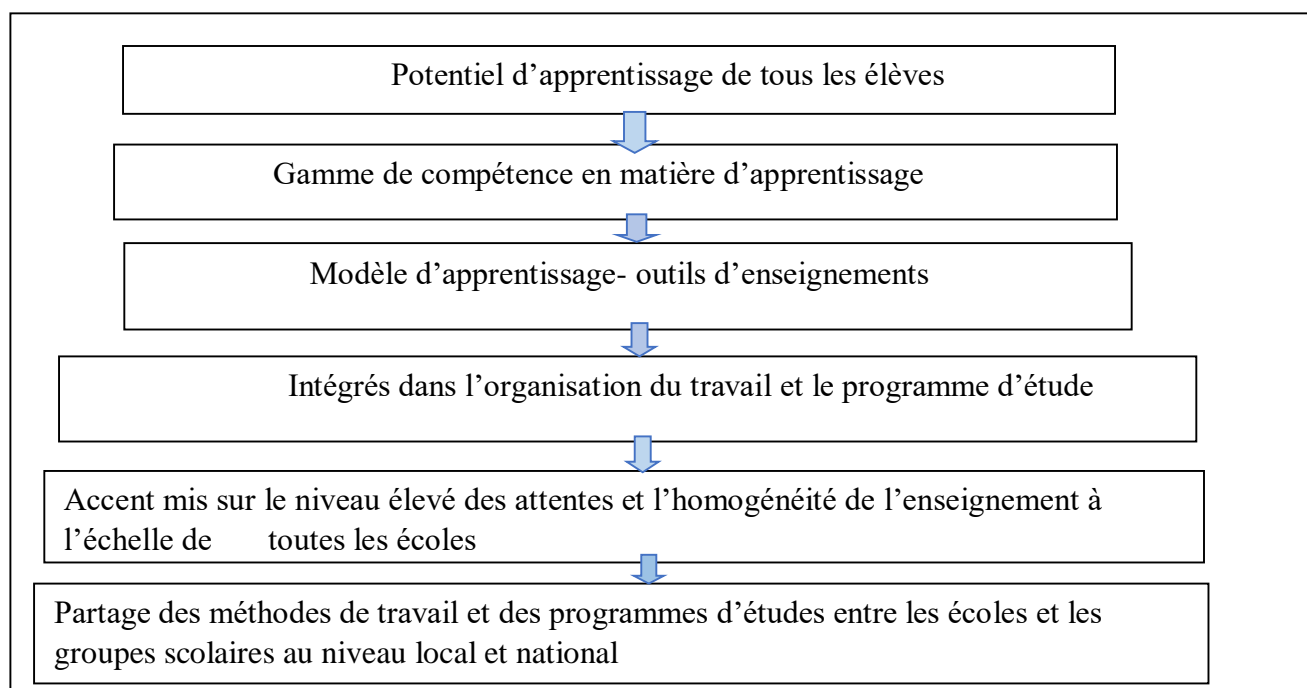 Potentiel d’apprentissage de tous les élèves
Gamme de compétence en matière d’apprentissage
Modèle d’apprentissage- outils d’enseignements
Intégrés dans l’organisation du travail et le programme d’étude
Accent mis sur le niveau élevé des attentes et l’homogénéité de l’enseignement à
l’échelle de toutes les écoles
Partage des méthodes de travail et des programmes d’études entre les écoles et les
groupes scolaires au niveau local et national